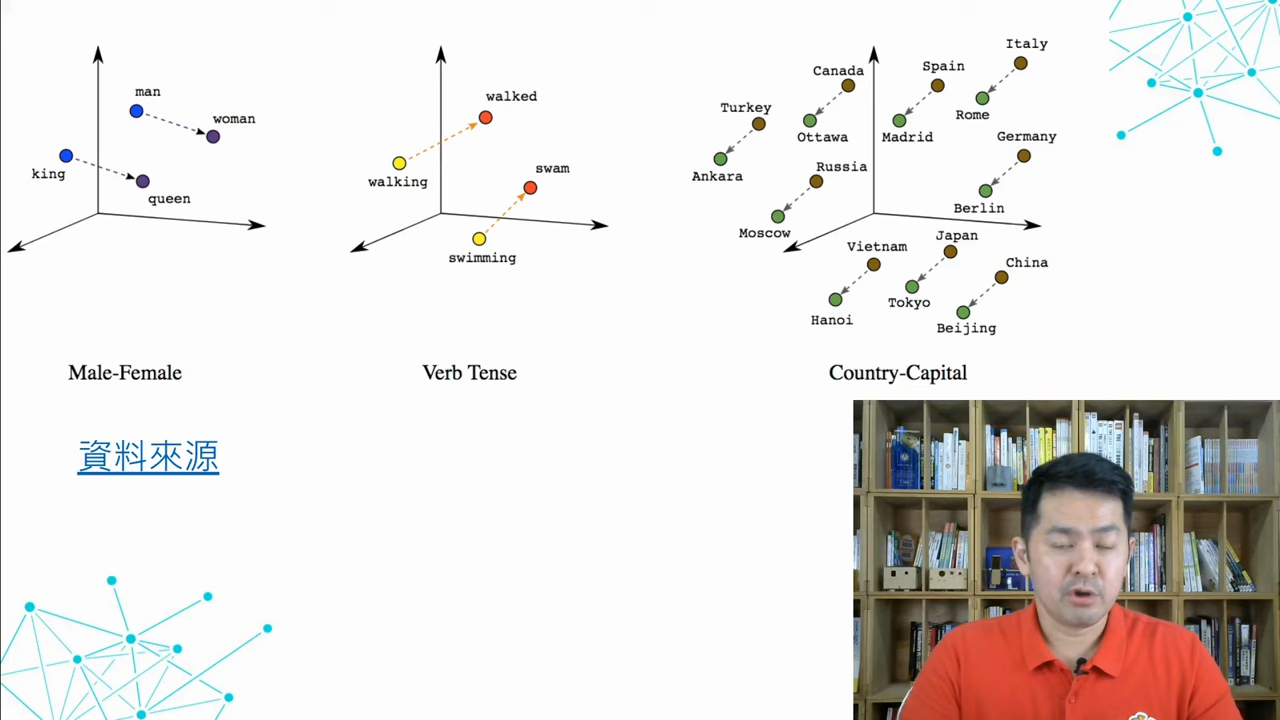 man
woman
king
queen
Male-Female
walked
walking
swam
swimming
Verb Tense
Italy
Canada
Spain
Turkey
Rome
Ottawa
Madrid
Germany
Ankara
Russia
Berlin
Moscow
Japan
Vietnam
China
Tokyo
Hanoi
Beijing
Country-Capital
資料來源